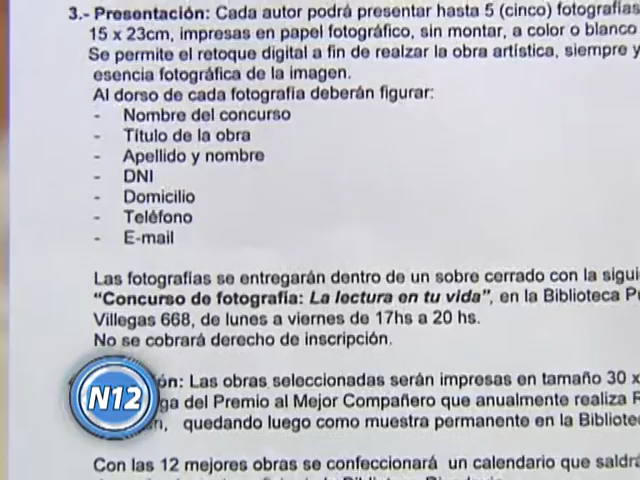 3.- Presentación: Cada autor podrá presentar hasta 5 (cinco) fotografías
15 x 23cm, impresas en papel fotográfico, sin montar, a color o blanco
Se permite el retoque digital a fin de realzar la obra artística, siempre y
esencia fotográfica de la imagen.
Al dorso de cada fotografía deberán figurar:
- Nombre del concurso
- Título de la obra
- Apellido y nombre
- DNI
- Domicilio
- Teléfono
- E-mail
Las fotografías se entregarán dentro de un sobre cerrado con la sigui
"Concurso de fotografía: La lectura en tu vida", en la Biblioteca Pú
Villegas 668, de lunes a viernes de 17hs a 20 hs.
No se cobrará derecho de inscripción.
ón: Las obras seleccionadas serán impresas en tamaño 30 x
N12
ga del Premio al Mejor Compañero que anualmente realiza R
n, quedando luego como muestra permanente en la Bibliote
Con las 12 mejores obras se confeccionará un calendario que saldrá